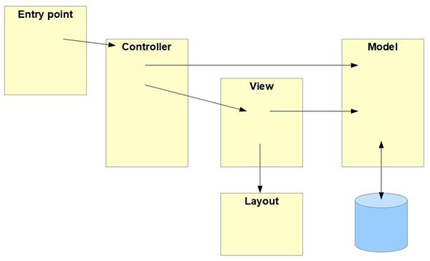 Entry point
Controller
Model
View
Layout